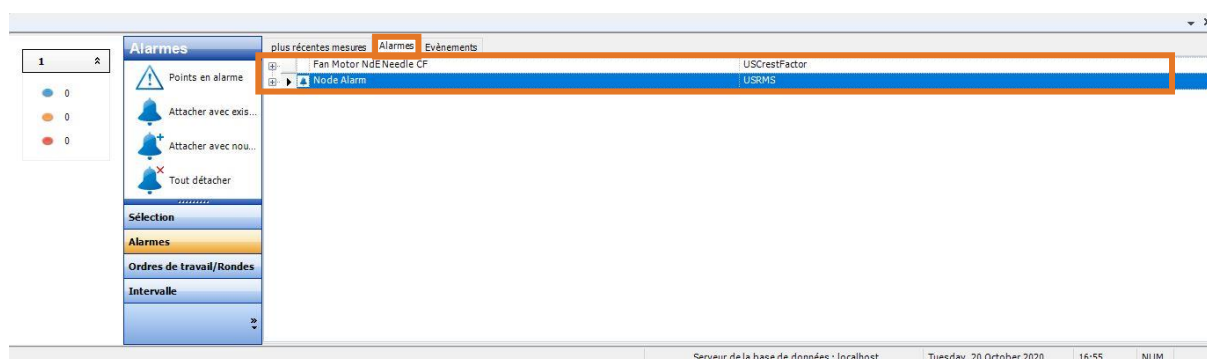 1
0
0
0
Alarmes
Points en alarme
Attacher avec exis...
Attacher avec nou...
Tout détacher
Sélection
Alarmes
Ordres de travail/Rondes
Intervalle
plus récentes mesures Alarmes Evènements
Fan Motor NdE Needle CF USCrestFactor
Node Alarm USRMS
Serveur de la base de données : localhost Tuesday, 20 October 2020 16:55 NUM